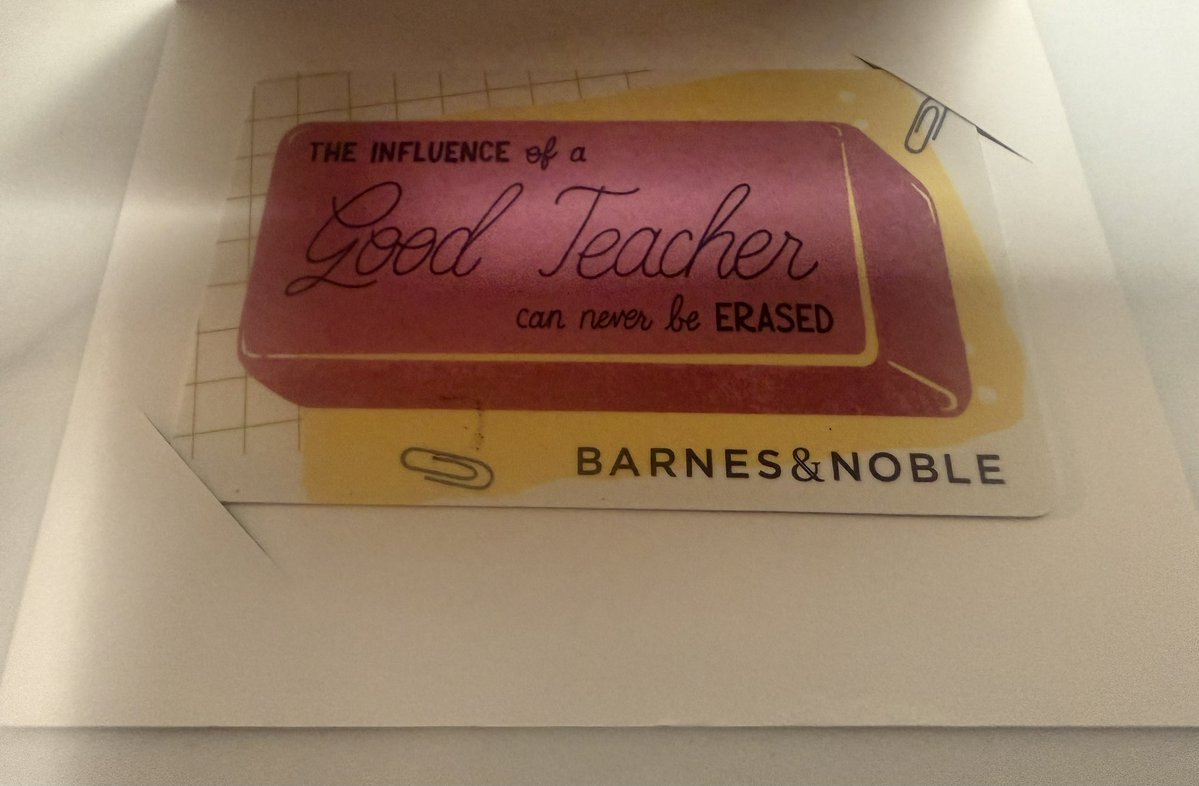 THE INFLUENCE of a
Good Teacher
can never be ERASED
BARNES&NOBLE